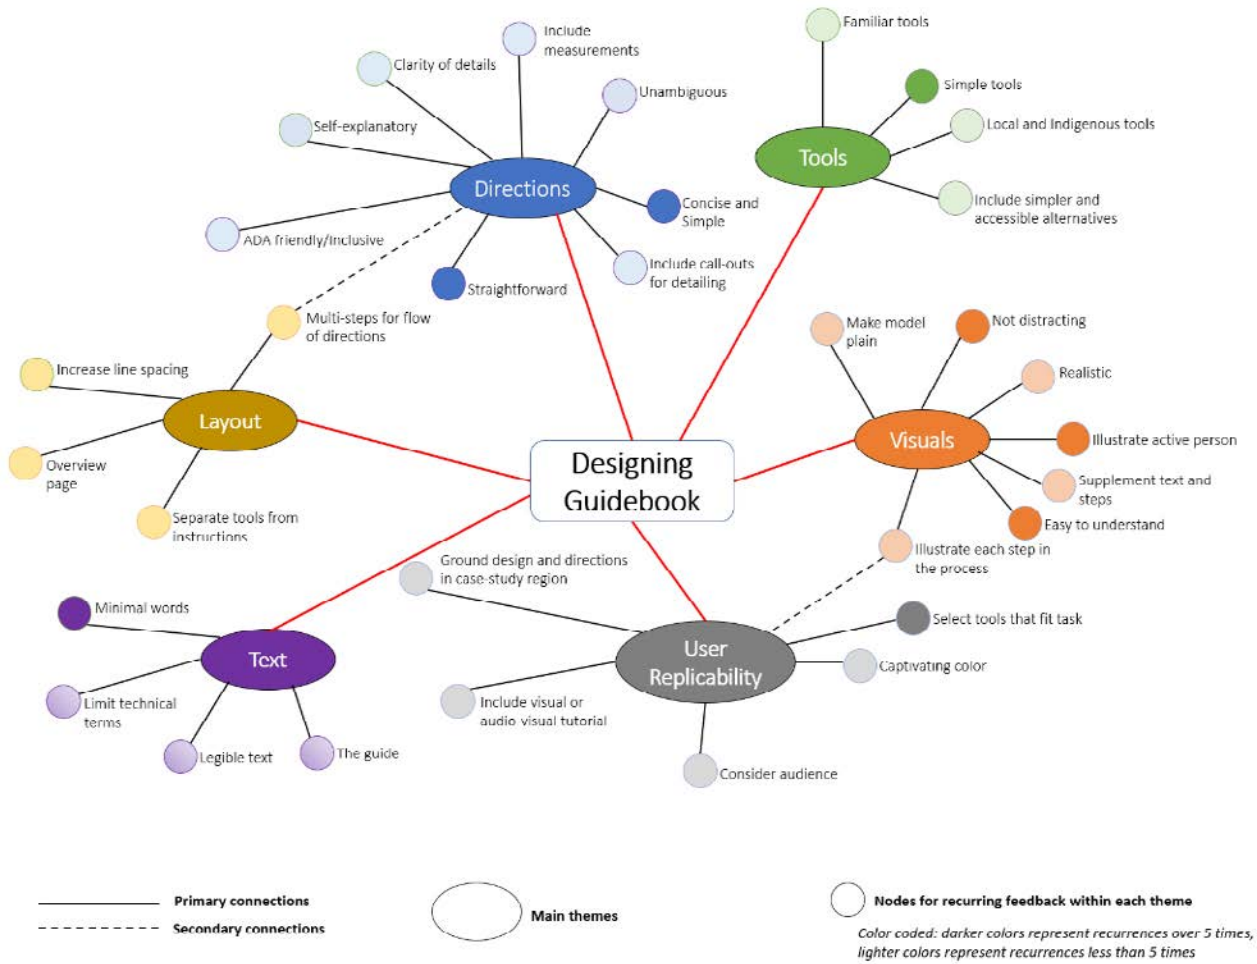 Include
measurements
Clarity of details
Unambiguous
Self-explanatory
Directions
Concise and
Simple
ADA friendly/Inclusive
Include call-outs
for detailing
Straightforward
Familiar tools
Simple tools
Local and Indigenous tools
Tools
Include simpler and
accessible alternatives
Multi-steps for flow
of directions
Increase line spacing
Layout
Overview
page
Separate tools from
instructions
Make model
plain
Not distracting
Realistic
Visuals
Illustrate active person
Supplement text and
steps
Easy to understand
Illustrate each step in
the process
Designing
Guidebook
Ground design and directions
in case-study region
Minimal words
Text
Limit technical
terms
Legible text
The guide
User
Replicability
Select tools that fit task
Captivating color
Include visual or
audio-visual tutorial
Consider audience
Primary connections
Secondary connections
Main themes
Nodes for recurring feedback within each theme
Color coded: darker colors represent recurrences over 5 times,
lighter colors represent recurrences less than 5 times